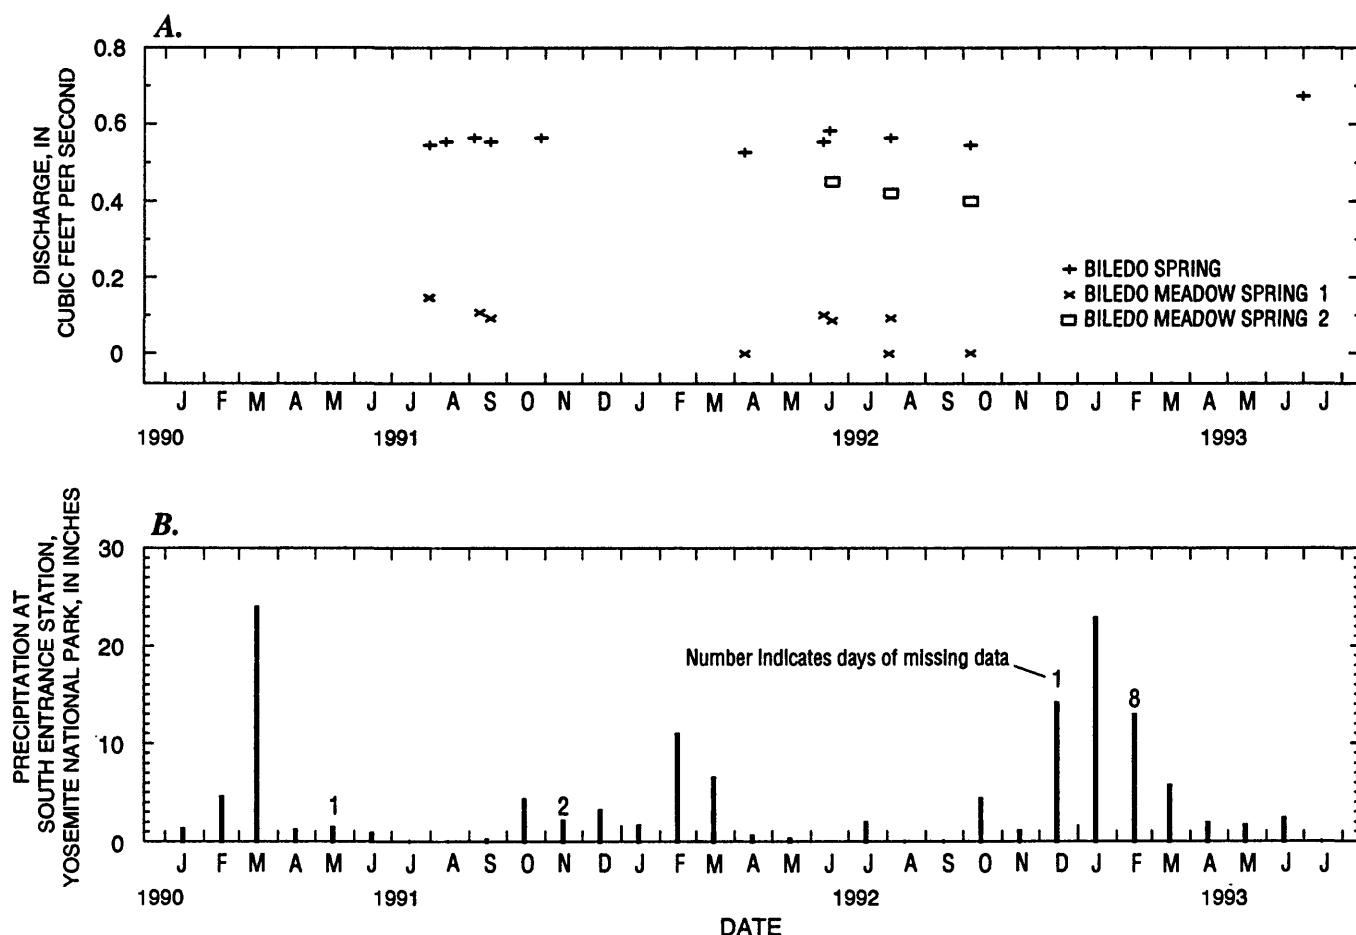 A.
DISCHARGE, IN
CUBIC FEET PER SECOND
0.8
0.6
0.4
0.2
0
BILEDO SPRING
BILEDO MEADOW SPRING 1
BILEDO MEADOW SPRING 2
J F M A M J J A S O N D J F M A M J J A S O N D J F M A M J J
1990 1991 1992 1993
B.
PRECIPITATION AT
SOUTH ENTRANCE STATION,
YOSEMITE NATIONAL PARK, IN INCHES
30
20
10
0
Number indicates days of missing data
1
8
1
2
J F M A M J J A S O N D J F M A M J J A S O N D J F M A M J J
1990 1991 1992 1993
DATE